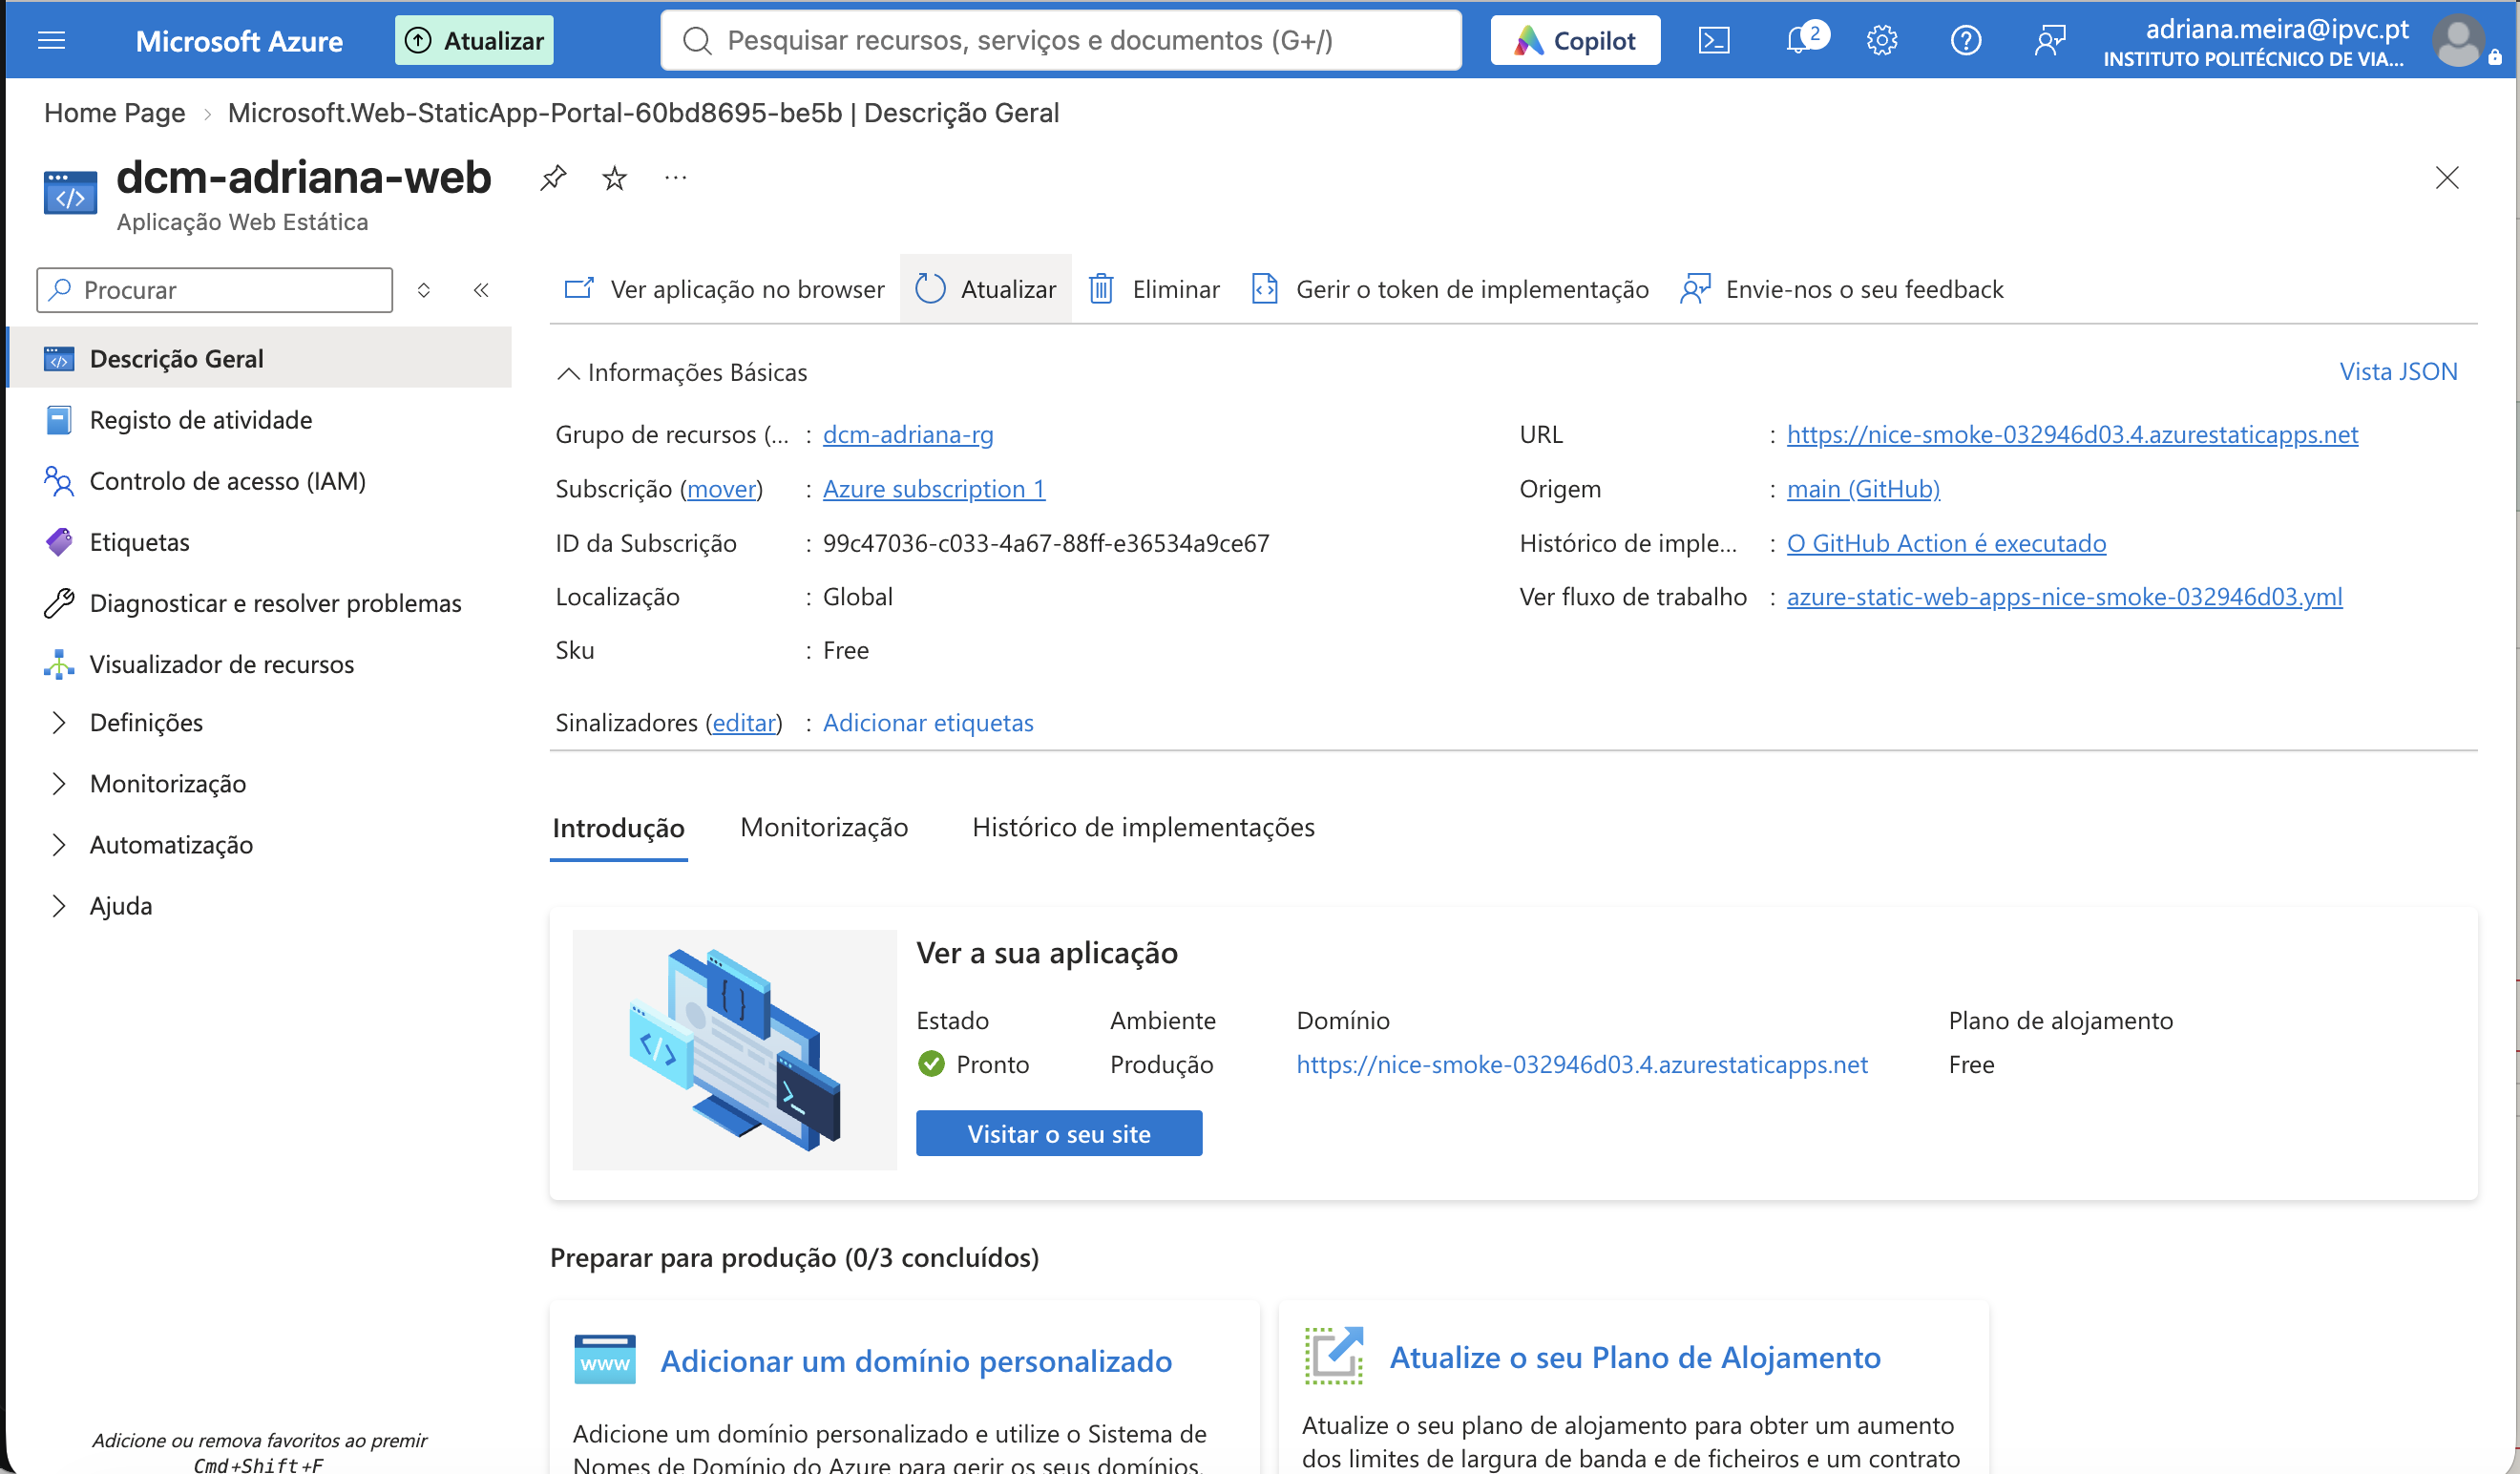 Microsoft Azure
Atualizar
Pesquisar recursos, serviços e documentos (G+/)
Copilot
2
adriana.meira@ipvc.pt
INSTITUTO POLITÉCNICO DE VIA...
Home Page > Microsoft.Web-StaticApp-Portal-60bd8695-be5b | Descrição Geral
dcm-adriana-web
Aplicação Web Estática
Procurar
Descrição Geral
Registo de atividade
Controlo de acesso (IAM)
Etiquetas
Diagnosticar e resolver problemas
Visualizador de recursos
Definições
Monitorização
Automatização
Ajuda
Adicione ou remova favoritos ao premir
Cmd+Shift+F
Ver aplicação no browser
Atualizar
Eliminar
Gerir o token de implementação
Envie-nos o seu feedback
Informações Básicas
Vista JSON
Grupo de recursos (... : dcm-adriana-rg
Subscrição (mover) : Azure subscription 1
ID da Subscrição : 99c47036-c033-4a67-88ff-e36534a9ce67
Localização : Global
Sku : Free
URL : https://nice-smoke-032946d03.4.azurestaticapps.net
Origem : main (GitHub)
Histórico de imple... : O GitHub Action é executado
Ver fluxo de trabalho : azure-static-web-apps-nice-smoke-032946d03.yml
Sinalizadores (editar) : Adicionar etiquetas
Introdução
Monitorização
Histórico de implementações
Ver a sua aplicação
Estado
Ambiente
Domínio
Plano de alojamento
Pronto
Produção
https://nice-smoke-032946d03.4.azurestaticapps.net
Free
Visitar o seu site
Preparar para produção (0/3 concluídos)
www
Adicionar um domínio personalizado
Adicione um domínio personalizado e utilize o Sistema de
Nomes de Domínio do Azure para gerir os seus domínios.
Atualize o seu Plano de Alojamento
Atualize o seu plano de alojamento para obter um aumento
dos limites de largura de banda e de ficheiros e um contrato